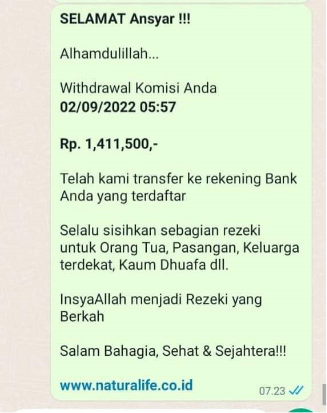 SELAMAT Ansyar !!!
Alhamdulillah...
Withdrawal Komisi Anda
02/09/2022 05:57
Rp. 1,411,500,-
Telah kami transfer ke rekening Bank
Anda yang terdaftar
Selalu sisihkan sebagian rezeki
untuk Orang Tua, Pasangan, Keluarga
terdekat, Kaum Dhuafa dll.
InsyaAllah menjadi Rezeki yang
Berkah
Salam Bahagia, Sehat & Sejahtera!!!
www.naturalife.co.id
07.23